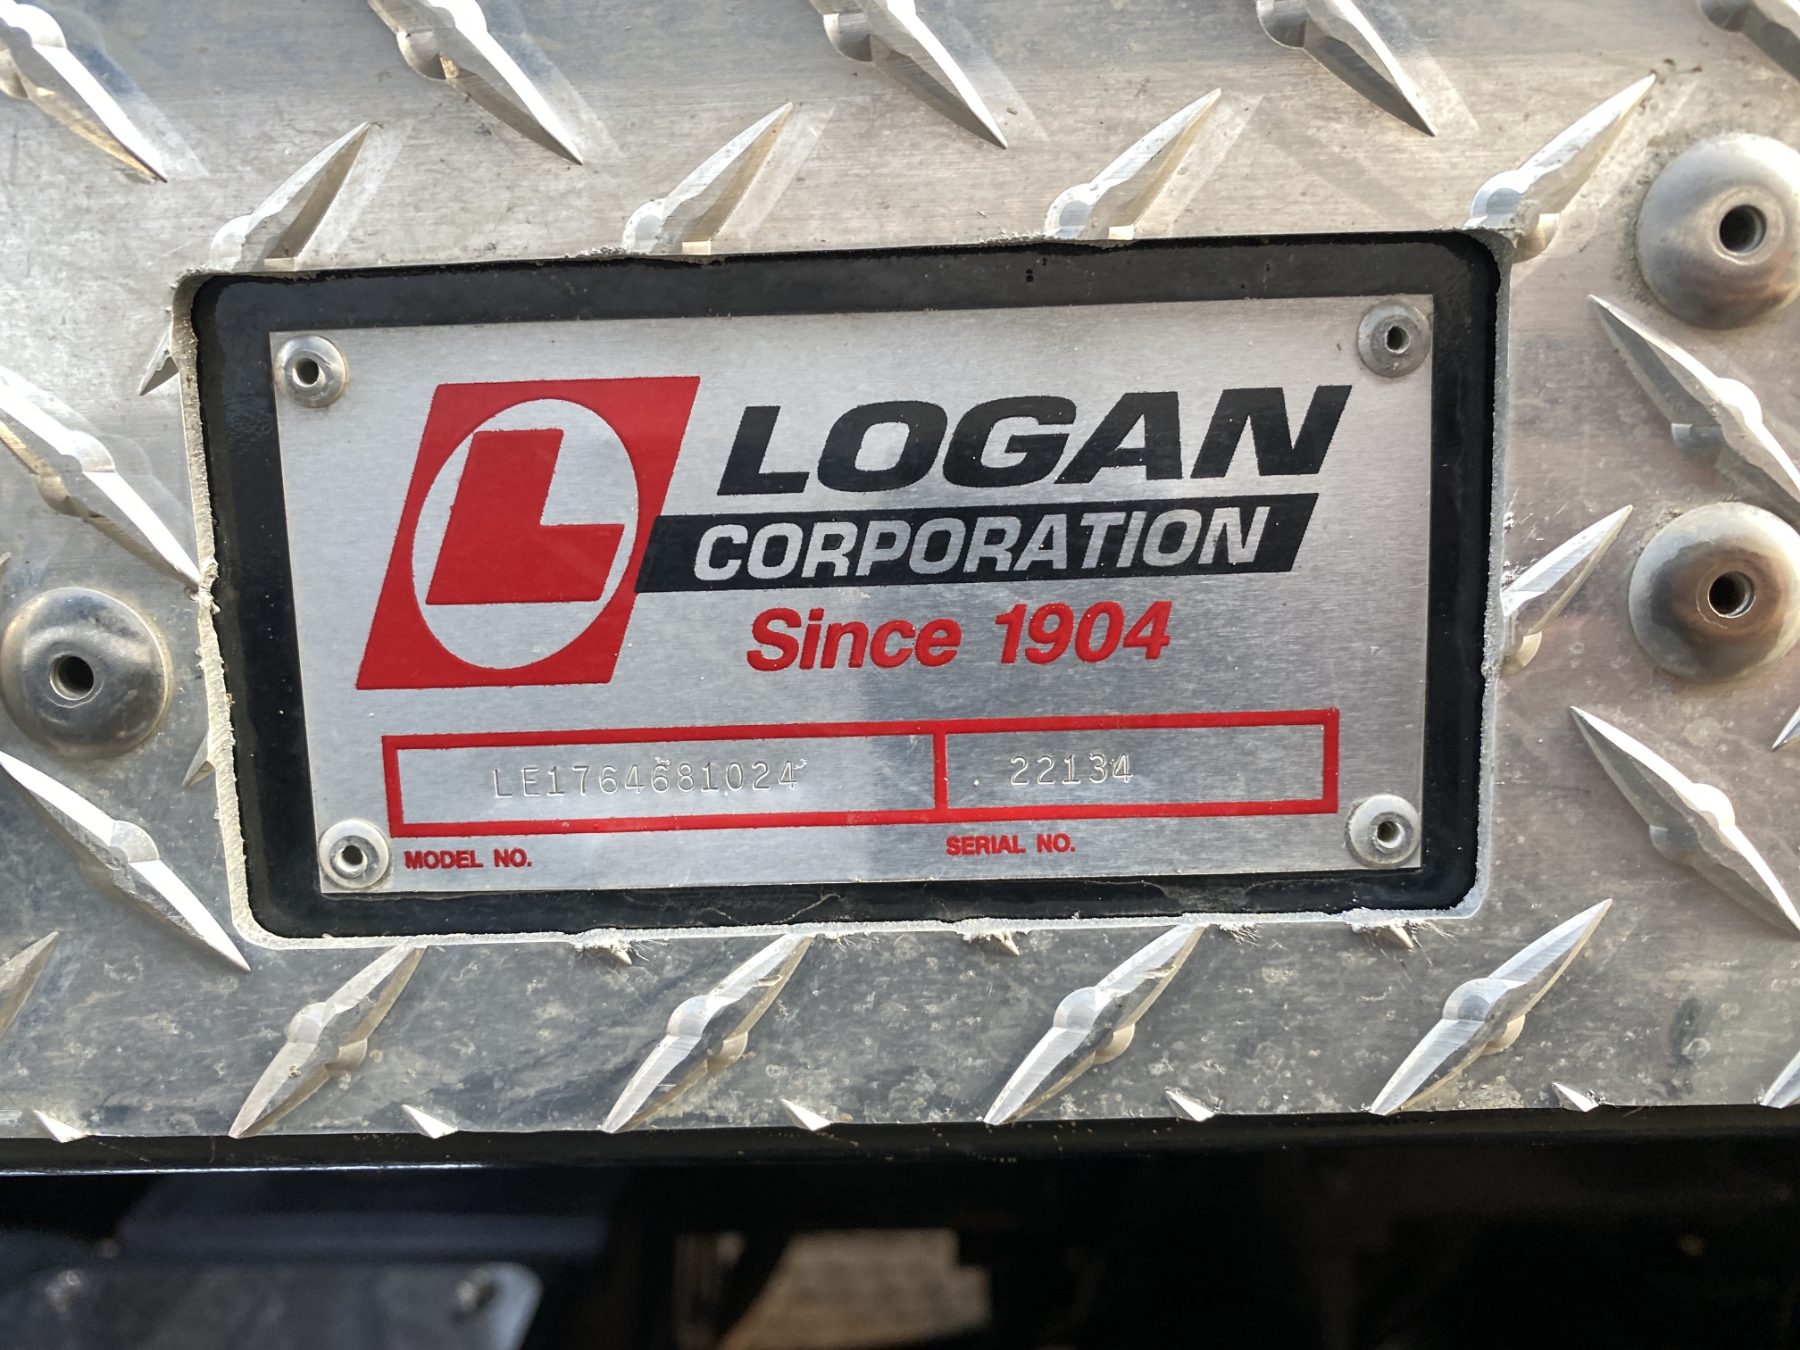 L
LOGAN
CORPORATION
Since 1904
LE1764681024 22134
MODEL NO. SERIAL NO.